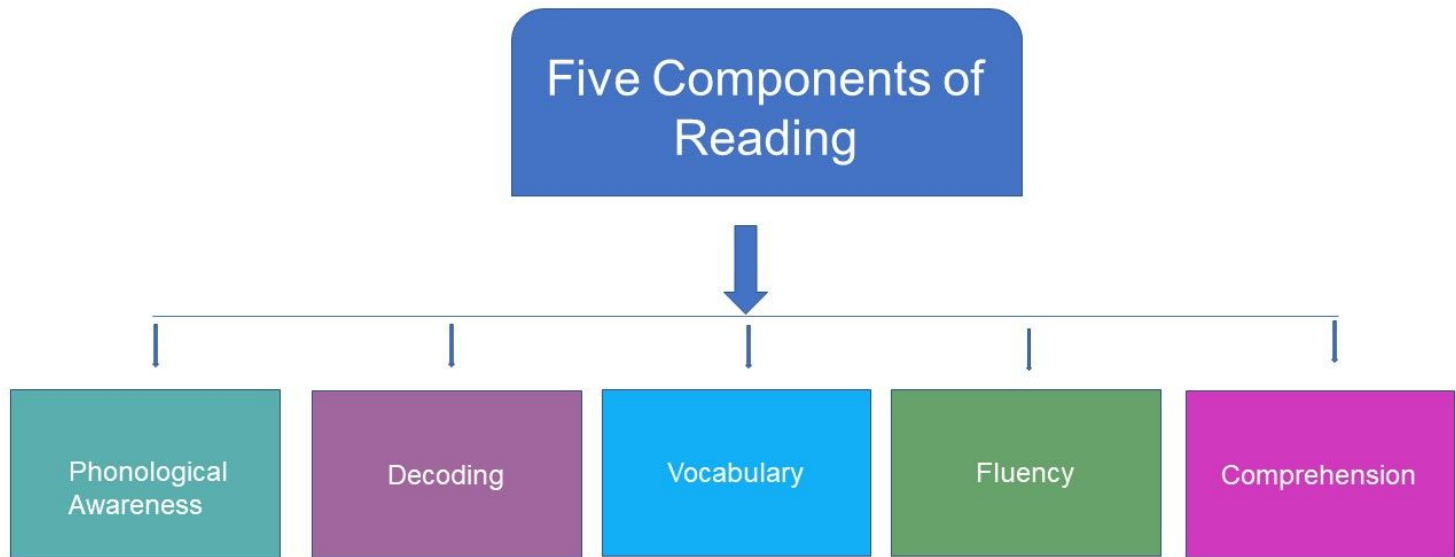 Five Components of
Reading
Phonological
Awareness
Decoding
Vocabulary
Fluency
Comprehension